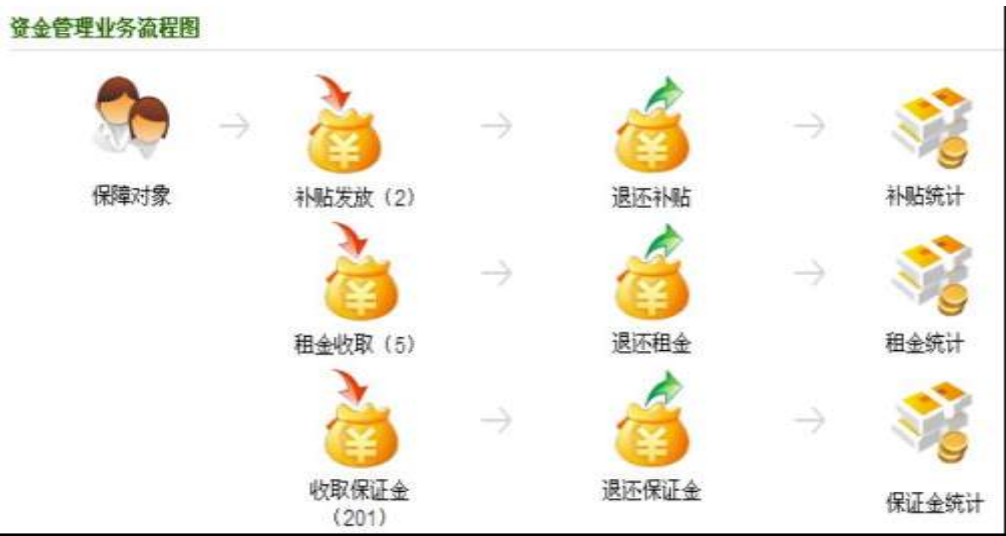 资金管理业务流程图
保障对象
补贴发放（2）
退还补贴
补贴统计
租金收取（5）
退还租金
租金统计
收取保证金
（201）
退还保证金
保证金统计